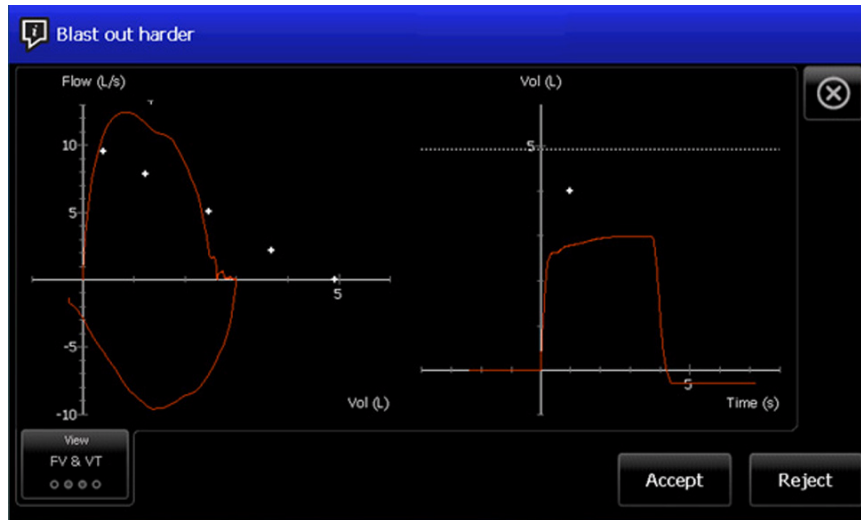 Blast out harder
Flow (L/s)
10
5
5
-5
-10
Vol (L)
Vol (L)
5
5
Time (s)
View
FV & VT
Accept
Reject